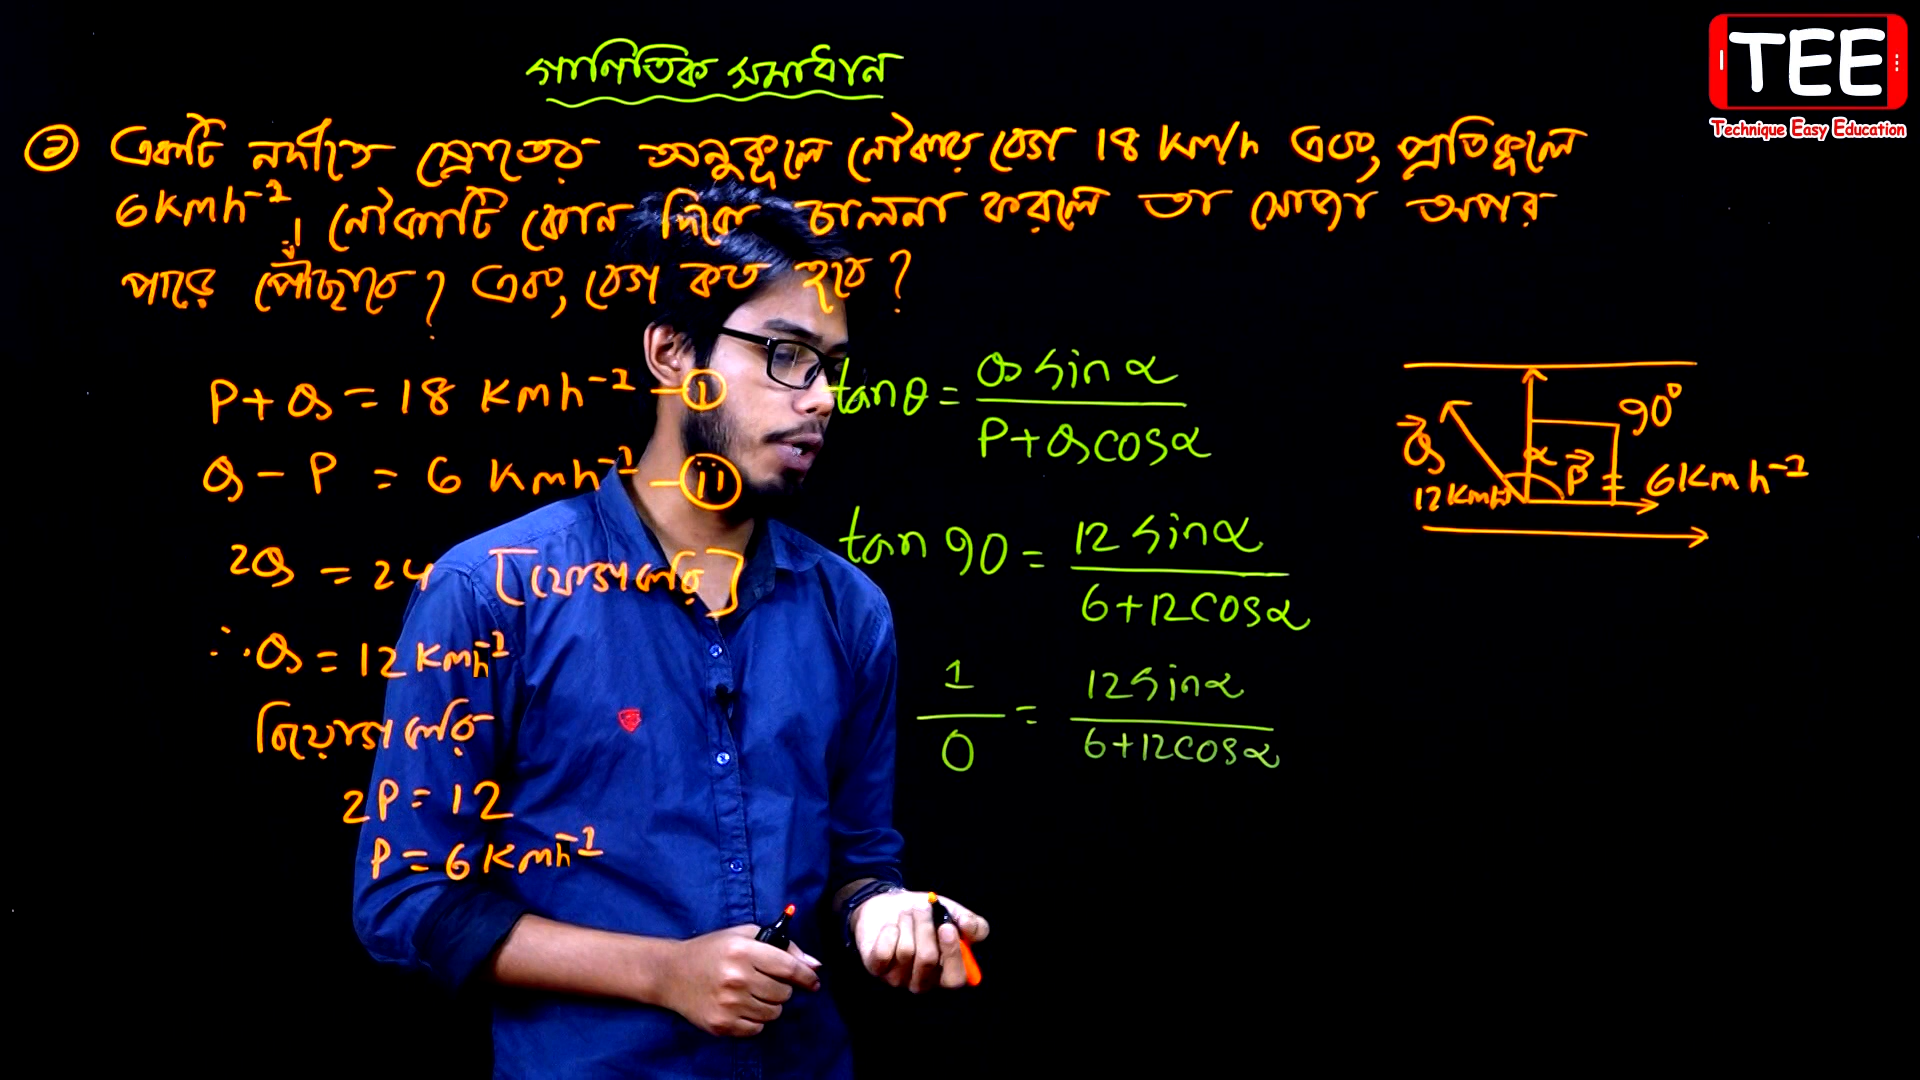 গাণিতিক সমাধান
TEE
Technique Easy Education
② একটি নদীতে স্রোতের অনুকূলে নৌকার বেগ 18 Km/h এবং প্রতিকূলে
6 Kmh⁻¹। নৌকাটি কোন দিকে চালনা করলে তা সোজা অপর
পারে পৌঁছাবে? এবং বেগ কত হবে?
P + Q = 18 Kmh⁻¹ — (i)
Q − P = 6 Kmh⁻¹ — (ii)
2Q = 24 [যোগ করি]
∴ Q = 12 Kmh⁻¹
বিয়োগ করি
2P = 12
P = 6 Kmh⁻¹
tanθ = Q sinα / P + Q cosα
tan 90 = 12 sinα / 6 + 12 cosα
1 / 0 = 12 sinα / 6 + 12 cosα
90°
Q⃗
α
P⃗ = 6 Kmh⁻¹
12 Kmh